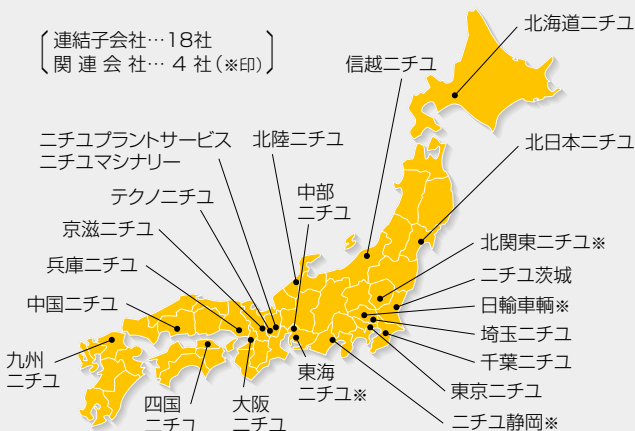 連結子会社…18社
関連会社…4社(※印)
北海道ニチユ
信越ニチユ
ニチユプラントサービス
ニチユマシナリー
北陸ニチユ
北日本ニチユ
テクノニチユ
中部
ニチユ
京滋ニチユ
北関東ニチユ※
兵庫ニチユ
ニチユ茨城
中国ニチユ
日輸車輌※
埼玉ニチユ
九州
ニチユ
千葉ニチユ
東海
ニチユ※
東京ニチユ
四国
ニチユ
大阪
ニチユ
ニチユ静岡※